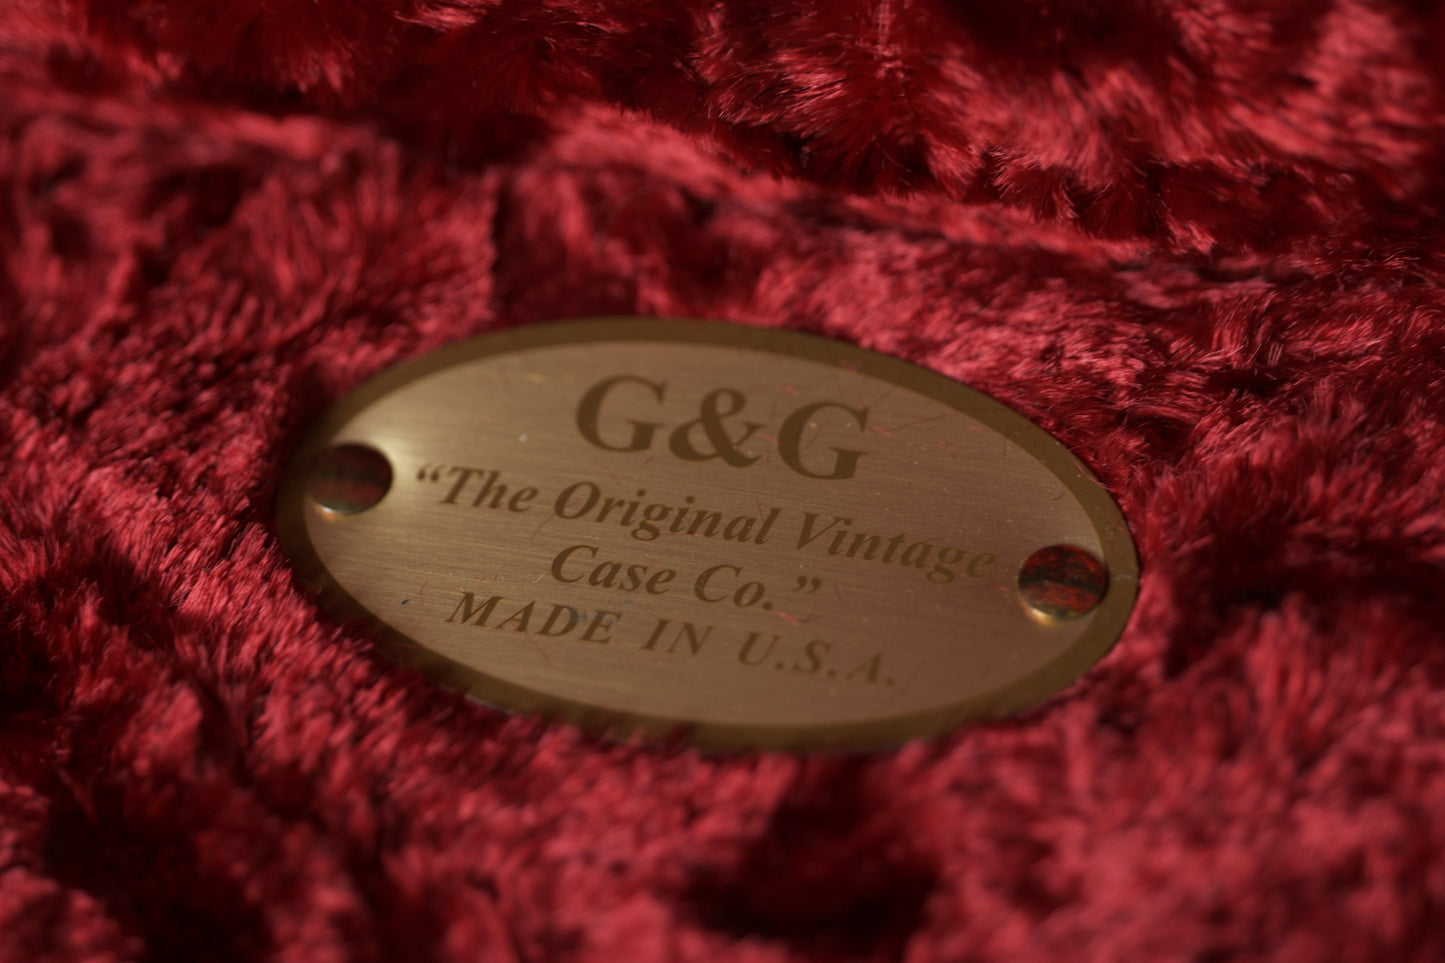 G&G
“The Original Vintage
Case Co.”
MADE IN U.S.A.